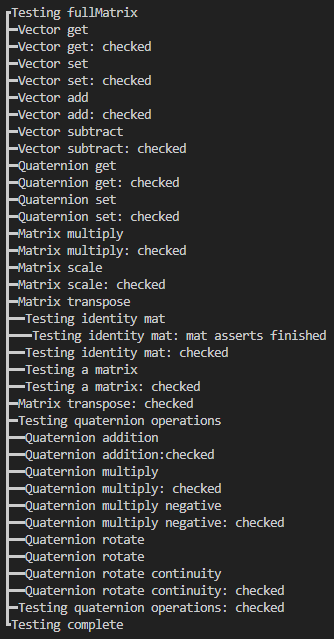 Testing fullMatrix
Vector get
Vector get: checked
Vector set
Vector set: checked
Vector add
Vector add: checked
Vector subtract
Vector subtract: checked
Quaternion get
Quaternion get: checked
Quaternion set
Quaternion set: checked
Matrix multiply
Matrix multiply: checked
Matrix scale
Matrix scale: checked
Matrix transpose
Testing identity mat
Testing identity mat: mat asserts finished
Testing identity mat: checked
Testing a matrix
Testing a matrix: checked
Matrix transpose: checked
Testing quaternion operations
Quaternion addition
Quaternion addition:checked
Quaternion multiply
Quaternion multiply: checked
Quaternion multiply negative
Quaternion multiply negative: checked
Quaternion rotate
Quaternion rotate
Quaternion rotate continuity
Quaternion rotate continuity: checked
Testing quaternion operations: checked
Testing complete